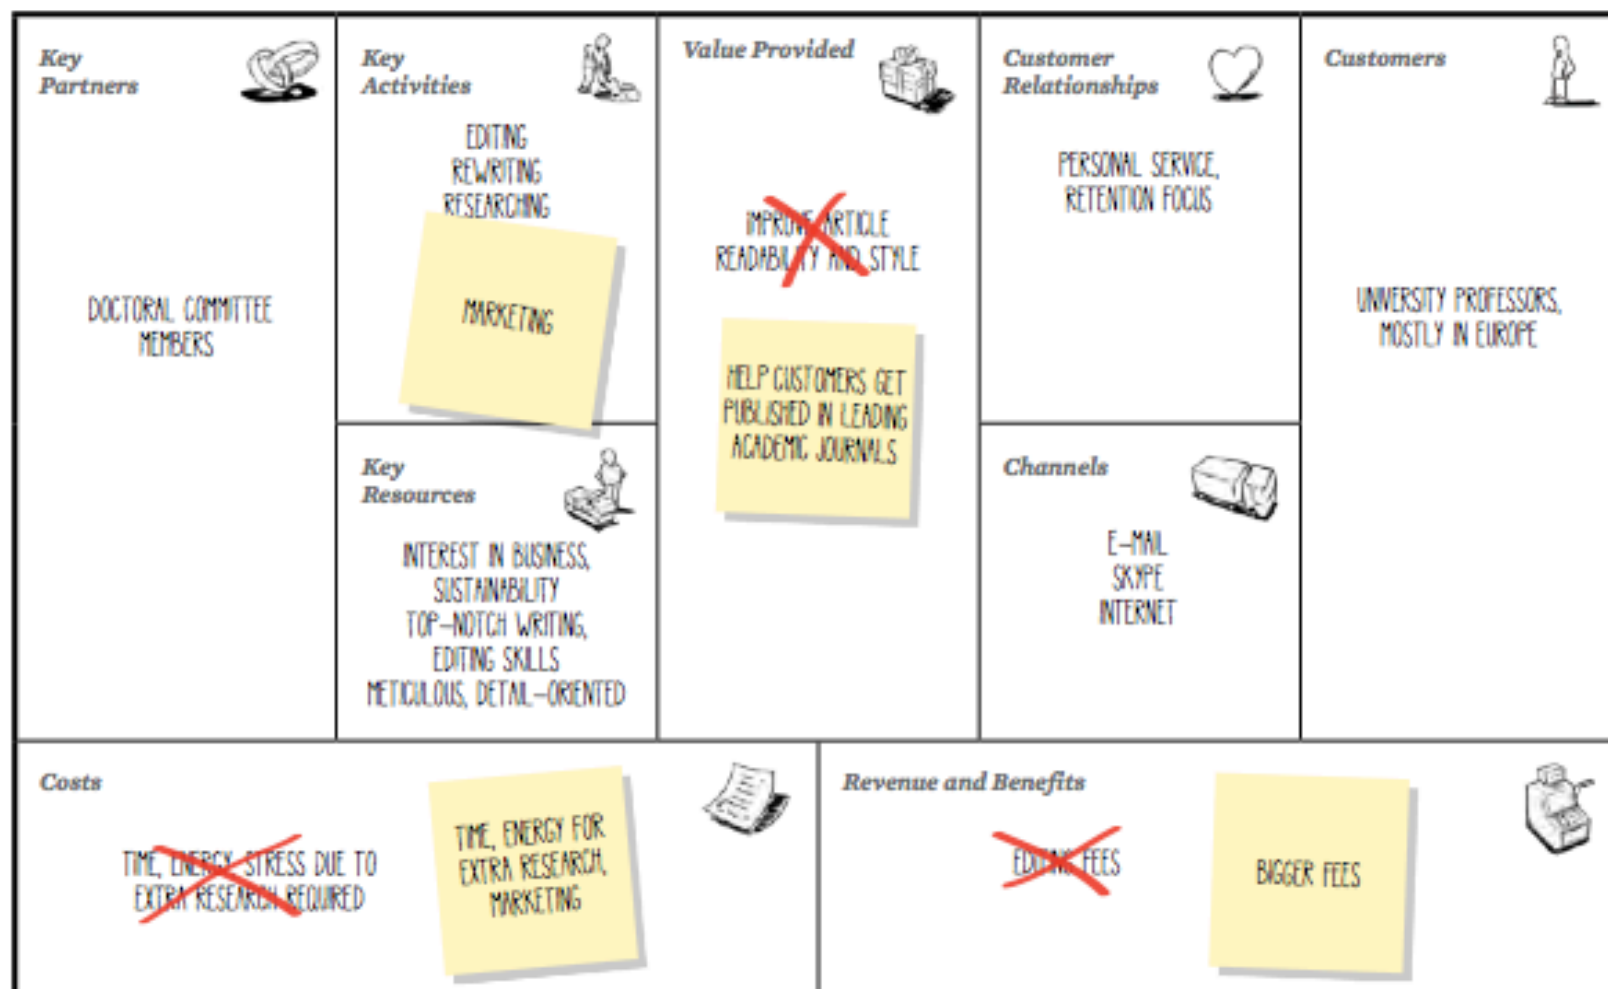 Key
Partners
DOCTORAL COMMITTEE
MEMBERS
Key
Activities
EDITING
REWRITING
RESEARCHING
MARKETING
Key
Resources
INTEREST IN BUSINESS,
SUSTAINABILITY
TOP-NOTCH WRITING,
EDITING SKILLS
METICULOUS, DETAIL-ORIENTED
Value Provided
IMPROVE ARTICLE
READABILITY AND STYLE
HELP CUSTOMERS GET
PUBLISHED IN LEADING
ACADEMIC JOURNALS
Customer
Relationships
PERSONAL SERVICE,
RETENTION FOCUS
Channels
E-MAIL
SKYPE
INTERNET
Customers
UNIVERSITY PROFESSORS,
MOSTLY IN EUROPE
Costs
TIME, ENERGY, STRESS DUE TO
EXTRA RESEARCH REQUIRED
TIME, ENERGY FOR
EXTRA RESEARCH,
MARKETING
Revenue and Benefits
EDITING FEES
BIGGER FEES